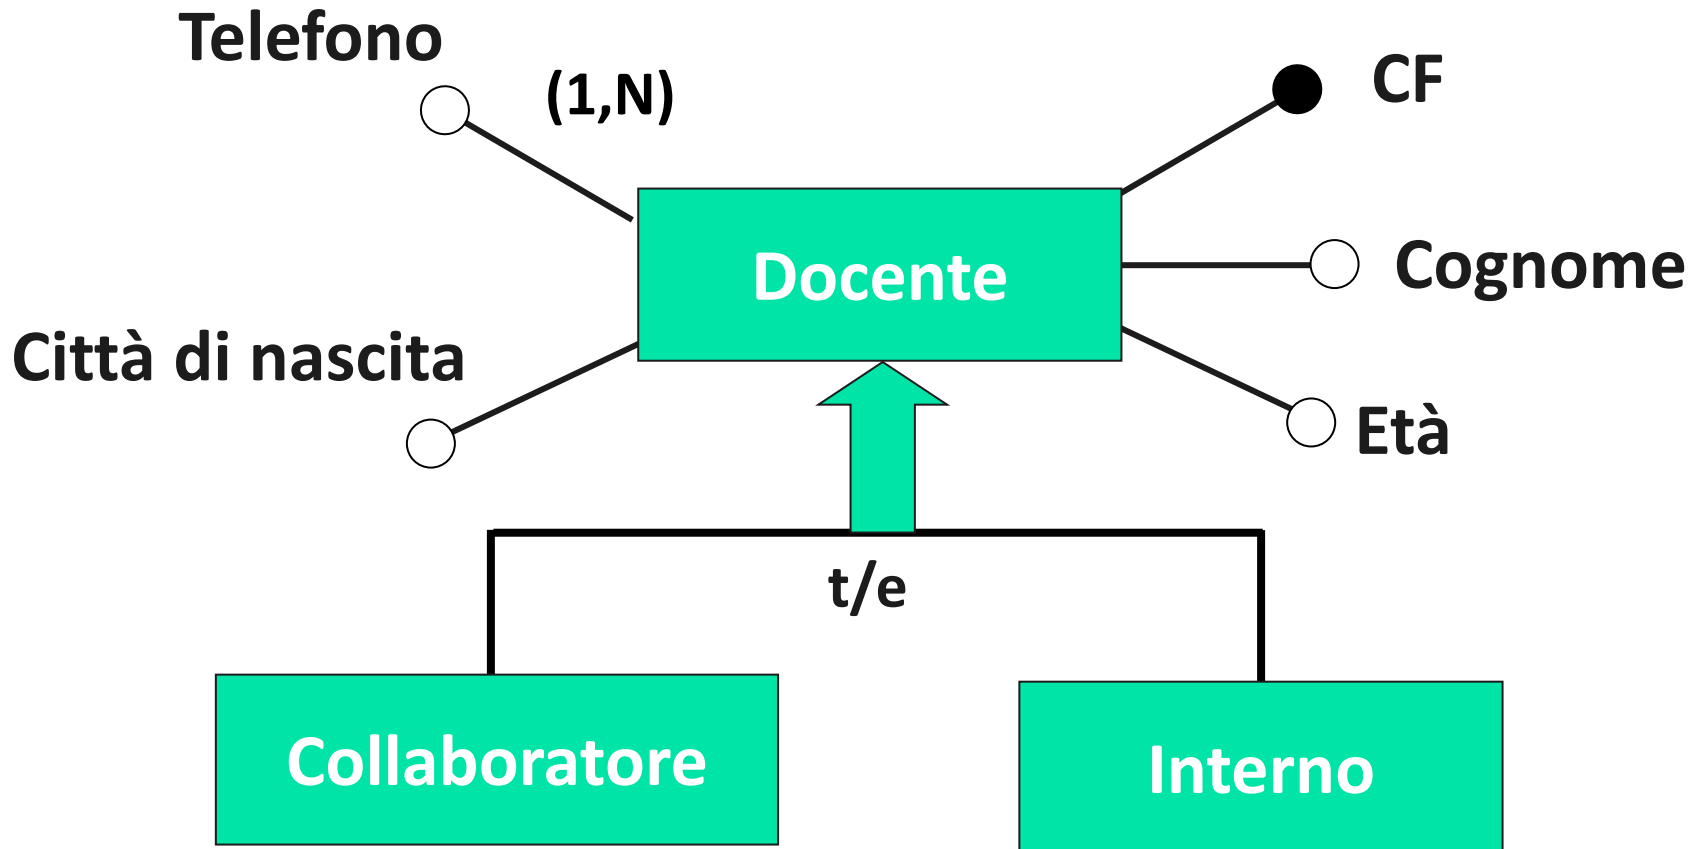 Telefono
(1,N)
CF
Docente
Cognome
Città di nascita
Età
t/e
Collaboratore
Interno